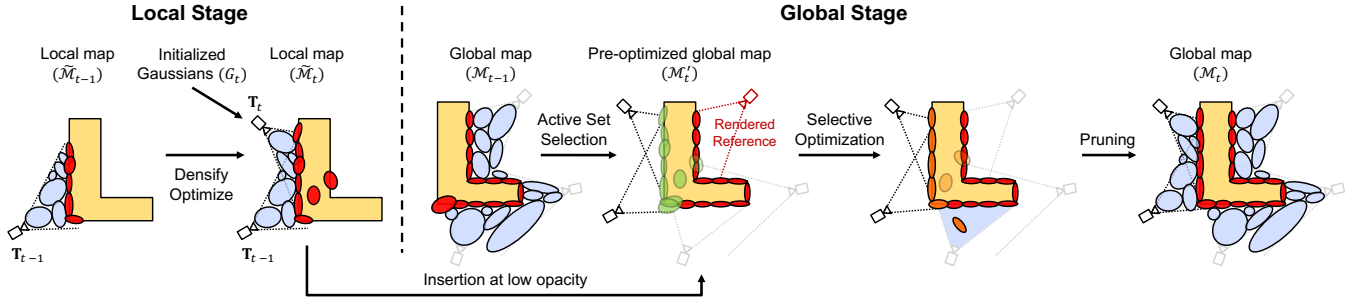 Local Stage
Global Stage
Local map
(M̃ₜ₋₁)
Initialized
Gaussians (Gₜ)
Local map
(M̃ₜ)
Global map
(Mₜ₋₁)
Pre-optimized global map
(M′ₜ)
Global map
(Mₜ)
Tₜ
Tₜ₋₁
Densify
Optimize
Tₜ₋₁
Active Set
Selection
Rendered
Reference
Selective
Optimization
Pruning
Insertion at low opacity